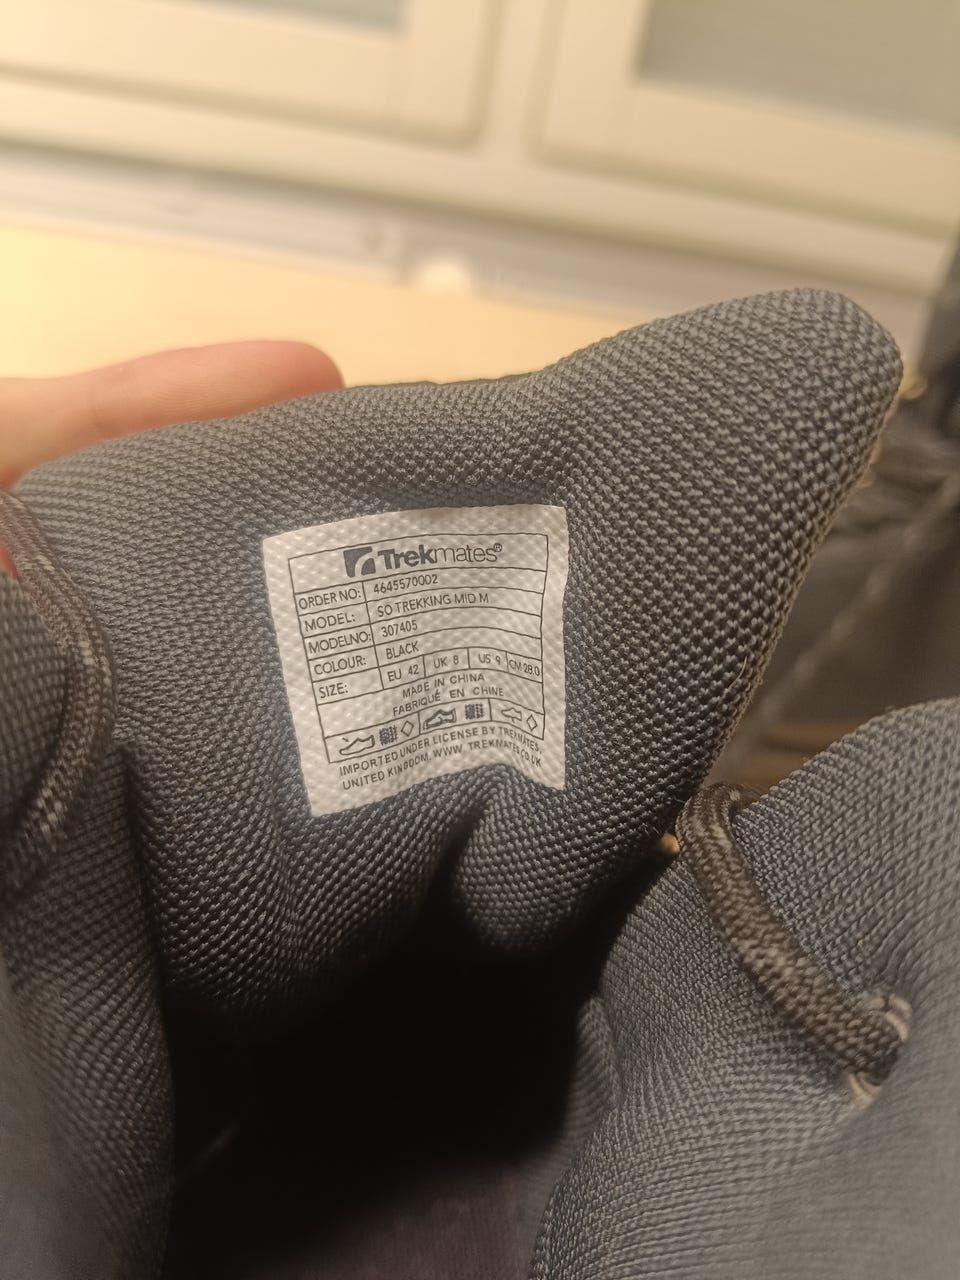 Trekmates®
ORDER NO: 4645570002
MODEL: SO TREKKING MID M
MODELNO: 307405
COLOUR: BLACK
SIZE: EU 42 UK 8 US 9 CM 28.0
MADE IN CHINA
FABRIQUÉ EN CHINE
IMPORTED UNDER LICENSE BY TREKMATES,
UNITED KINGDOM. WWW. TREKMATES.CO.UK